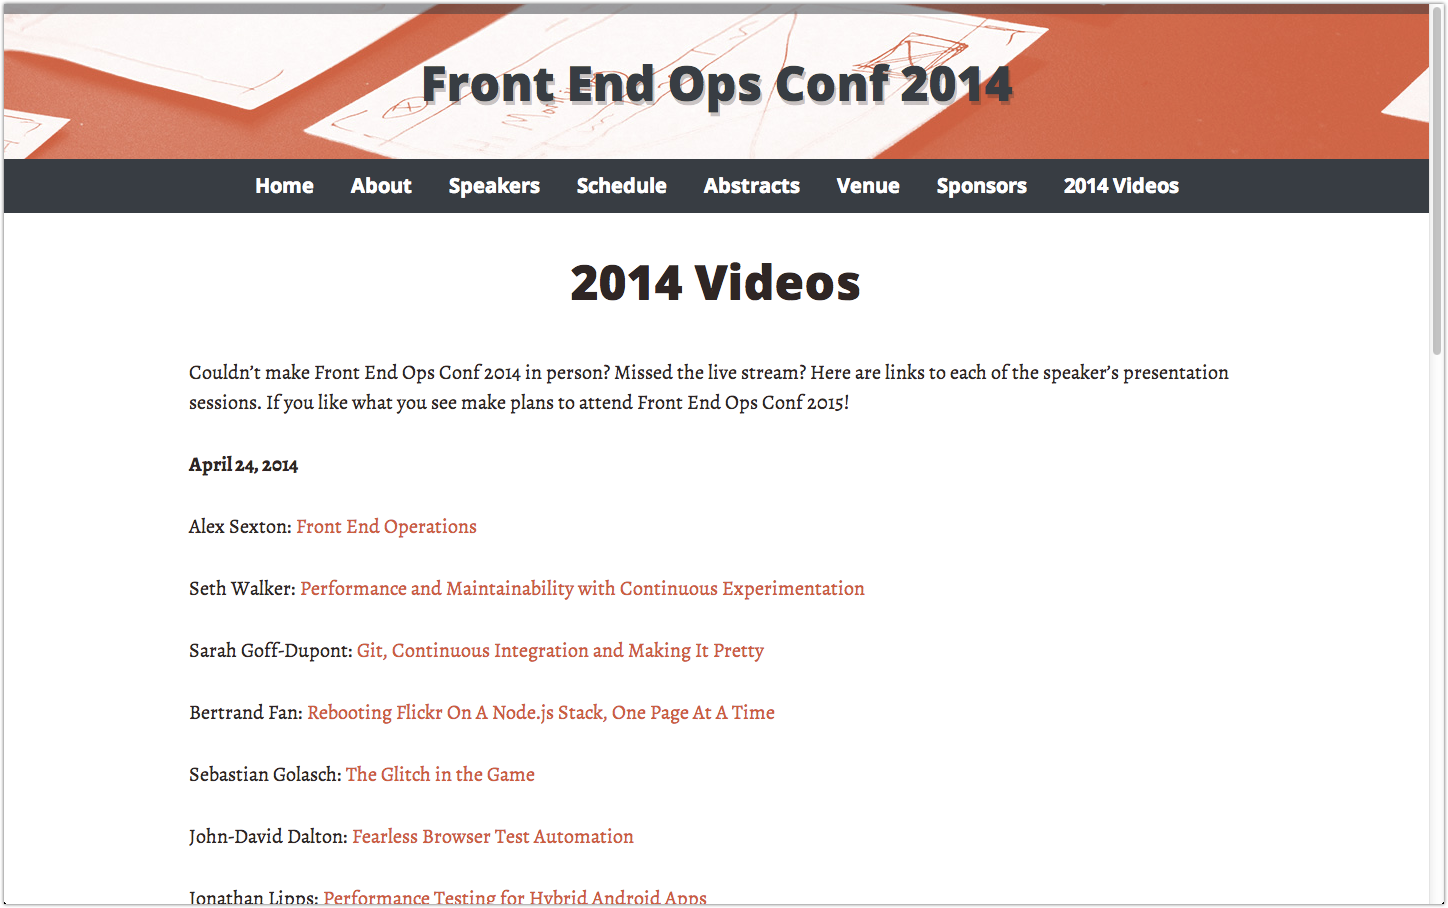 Front End Ops Conf 2014
Home About Speakers Schedule Abstracts Venue Sponsors 2014 Videos
2014 Videos
Couldn’t make Front End Ops Conf 2014 in person? Missed the live stream? Here are links to each of the speaker’s presentation
sessions. If you like what you see make plans to attend Front End Ops Conf 2015!
April 24, 2014
Alex Sexton: Front End Operations
Seth Walker: Performance and Maintainability with Continuous Experimentation
Sarah Goff-Dupont: Git, Continuous Integration and Making It Pretty
Bertrand Fan: Rebooting Flickr On A Node.js Stack, One Page At A Time
Sebastian Golasch: The Glitch in the Game
John-David Dalton: Fearless Browser Test Automation
Jonathan Lipps: Performance Testing for Hybrid Android Apps